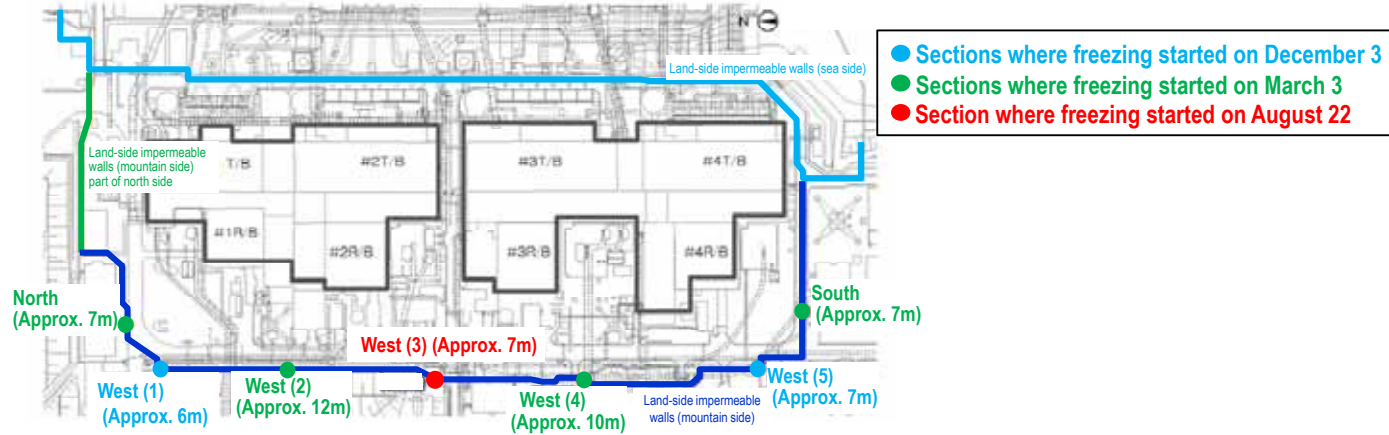 N
Sections where freezing started on December 3
Sections where freezing started on March 3
Section where freezing started on August 22
Land-side impermeable walls (sea side)
Land-side impermeable
walls (mountain side)
part of north side
T/B
#2T/B
#3T/B
#4T/B
#1R/B
#2R/B
#3R/B
#4R/B
North
(Approx. 7m)
South
(Approx. 7m)
West (3) (Approx. 7m)
West (1)
(Approx. 6m)
West (2)
(Approx. 12m)
West (4)
(Approx. 10m)
Land-side impermeable
walls (mountain side)
West (5)
(Approx. 7m)